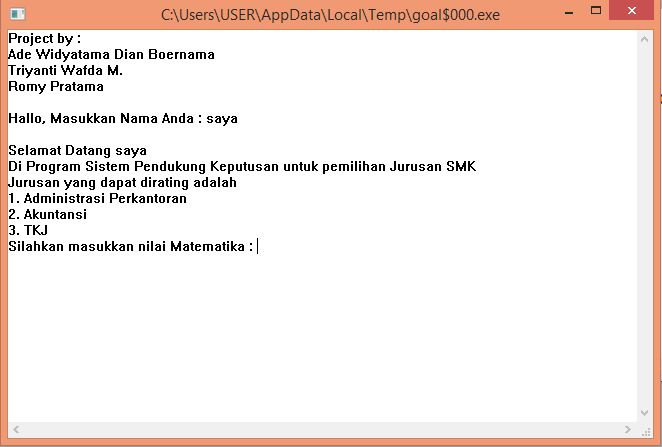 C:\Users\USER\AppData\Local\Temp\goal$000.exe
Project by :
Ade Widyatama Dian Boernama
Triyanti Wafda M.
Romy Pratama
Hallo, Masukkan Nama Anda : saya
Selamat Datang saya
Di Program Sistem Pendukung Keputusan untuk pemilihan Jurusan SMK
Jurusan yang dapat dirating adalah
1. Administrasi Perkantoran
2. Akuntansi
3. TKJ
Silahkan masukkan nilai Matematika :